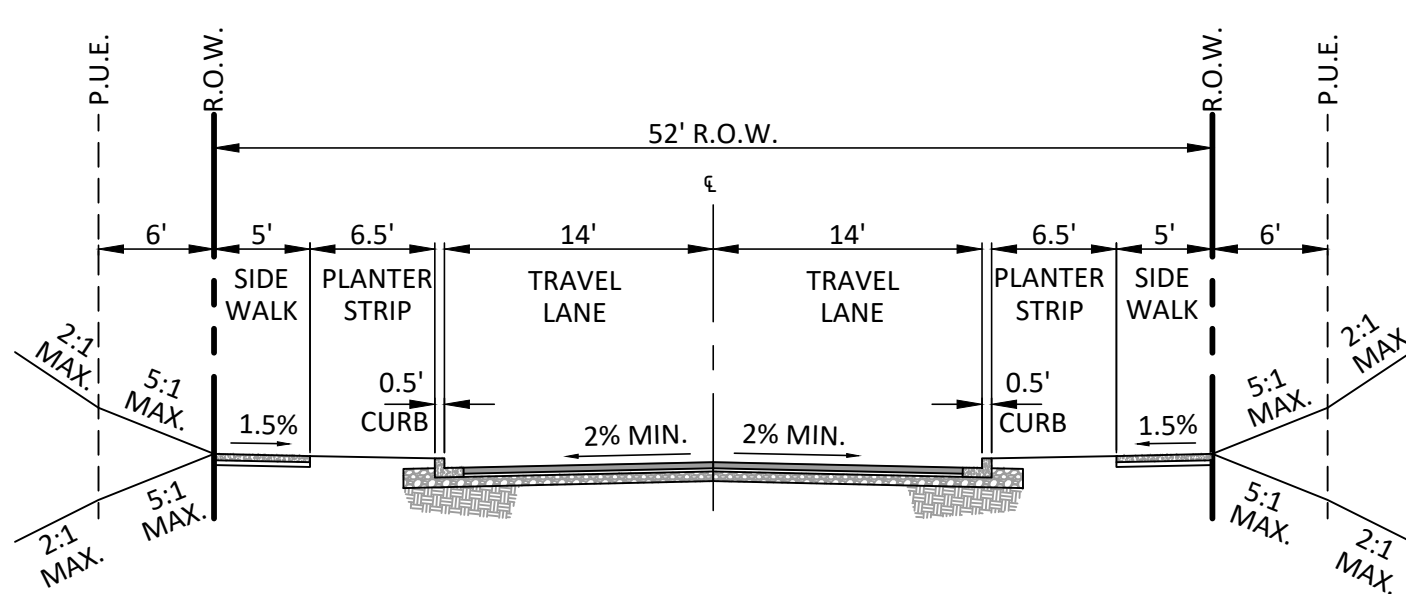 P.U.E.
R.O.W.
R.O.W.
P.U.E.
52' R.O.W.
℄
6'
5'
6.5'
14'
14'
6.5'
5'
6'
SIDE
WALK
PLANTER
STRIP
TRAVEL
LANE
TRAVEL
LANE
PLANTER
STRIP
SIDE
WALK
2:1
MAX.
5:1
MAX.
0.5'
CURB
0.5'
CURB
5:1
MAX.
2:1
MAX
1.5%
2% MIN.
2% MIN.
1.5%
2:1
MAX.
5:1
MAX.
5:1
MAX.
2:1
MAX.